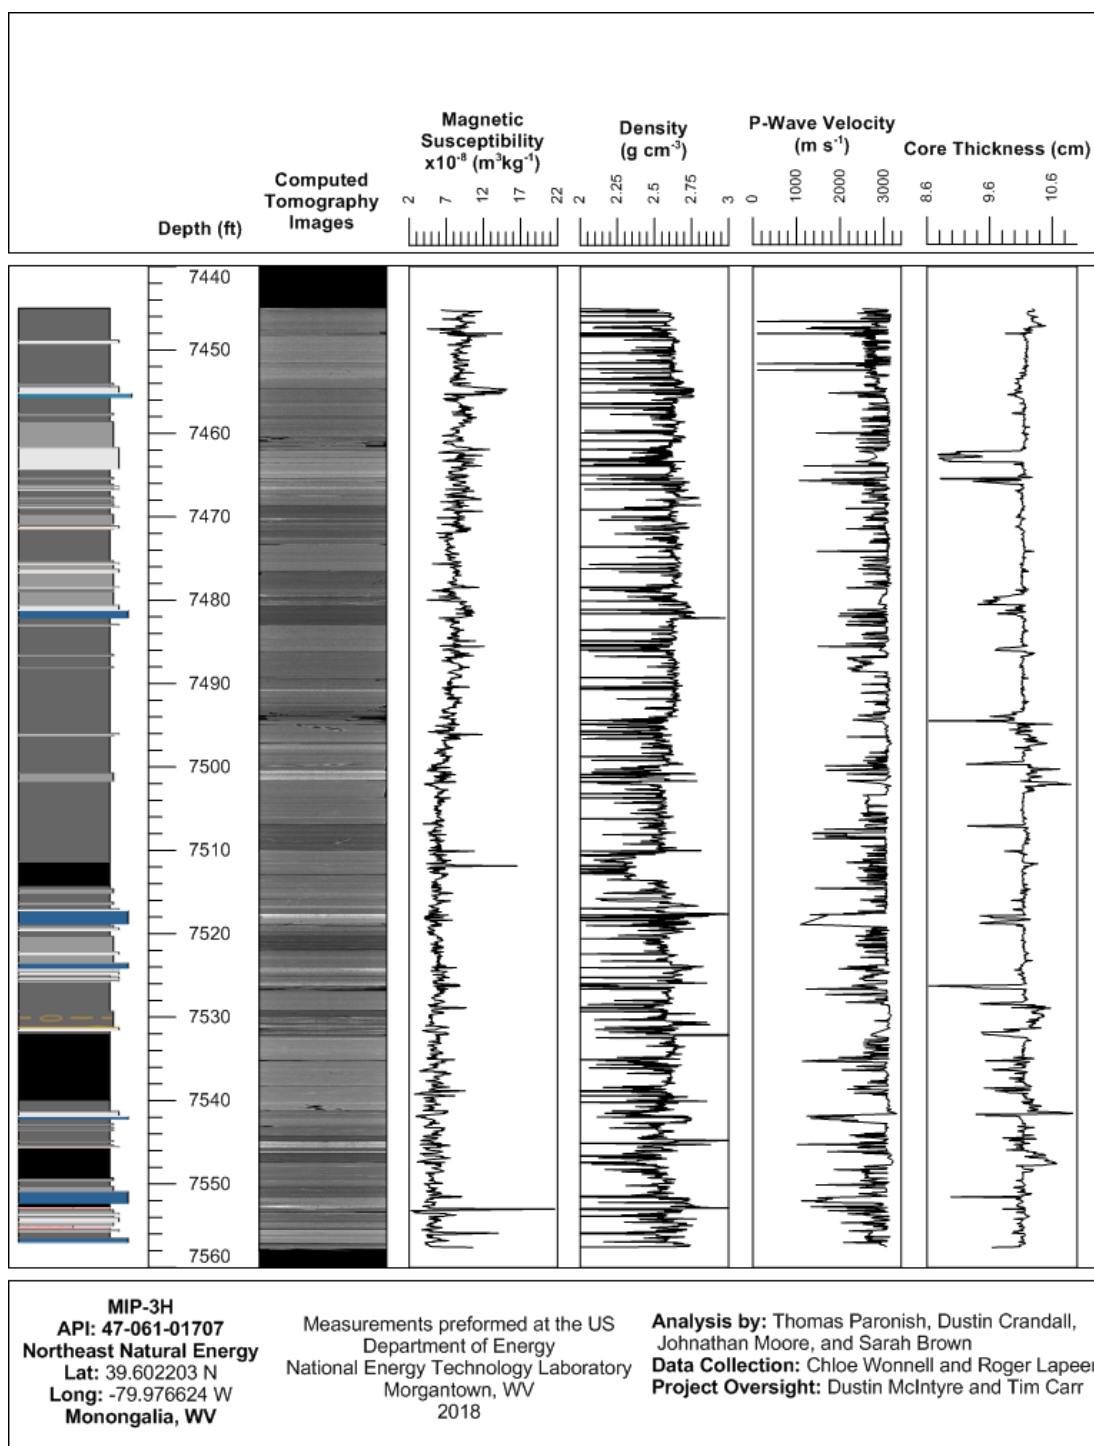 Depth (ft)
Computed
Tomography
Images
Magnetic
Susceptibility
x10⁻⁸ (m³kg⁻¹)
2 7 12 17 22
Density
(g cm⁻³)
2 2.25 2.5 2.75 3
P-Wave Velocity
(m s⁻¹)
0 1000 2000 3000
Core Thickness (cm)
8.6 9.6 10.6
7440
7450
7460
7470
7480
7490
7500
7510
7520
7530
7540
7550
7560
MIP-3H
API: 47-061-01707
Northeast Natural Energy
Lat: 39.602203 N
Long: -79.976624 W
Monongalia, WV
Measurements preformed at the US
Department of Energy
National Energy Technology Laboratory
Morgantown, WV
2018
Analysis by: Thomas Paronish, Dustin Crandall,
Johnathan Moore, and Sarah Brown
Data Collection: Chloe Wonnell and Roger Lapeer
Project Oversight: Dustin McIntyre and Tim Carr